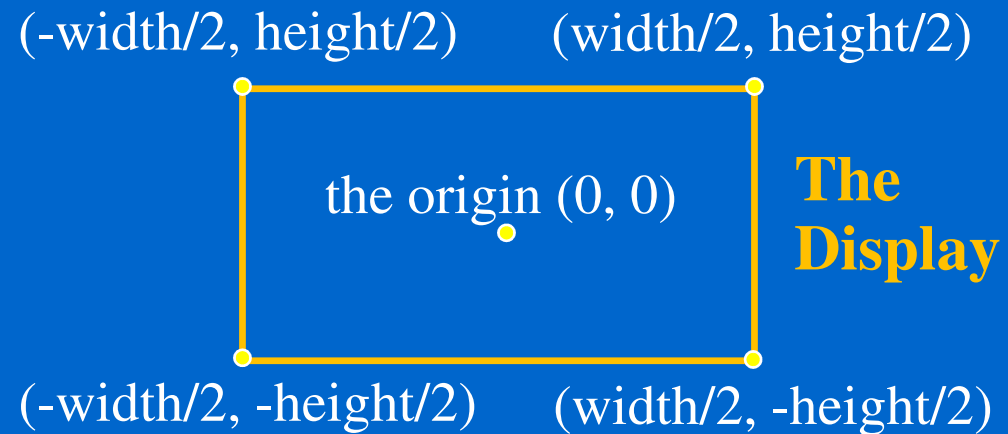 (-width/2, height/2)
(width/2, height/2)
the origin (0, 0)
The
Display
(-width/2, -height/2)
(width/2, -height/2)